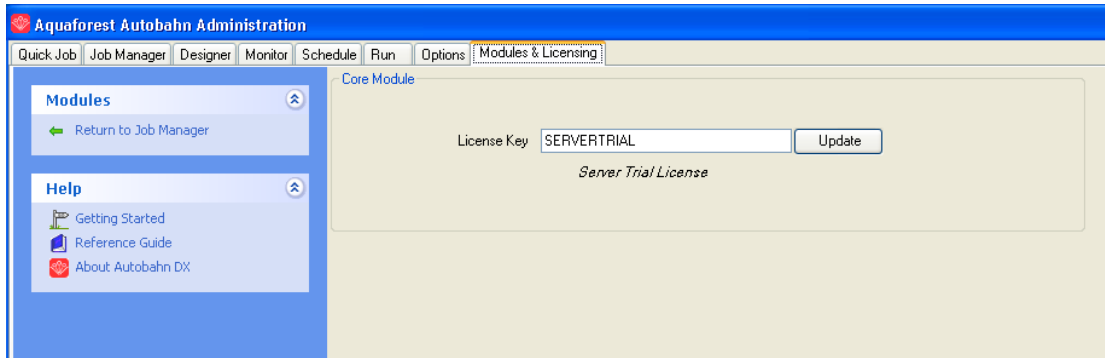 Aquaforest Autobahn Administration
Quick Job Job Manager Designer Monitor Schedule Run Options Modules & Licensing
Modules
Return to Job Manager
Help
Getting Started
Reference Guide
About Autobahn DX
Core Module
License Key SERVERTRIAL Update
Server Trial License